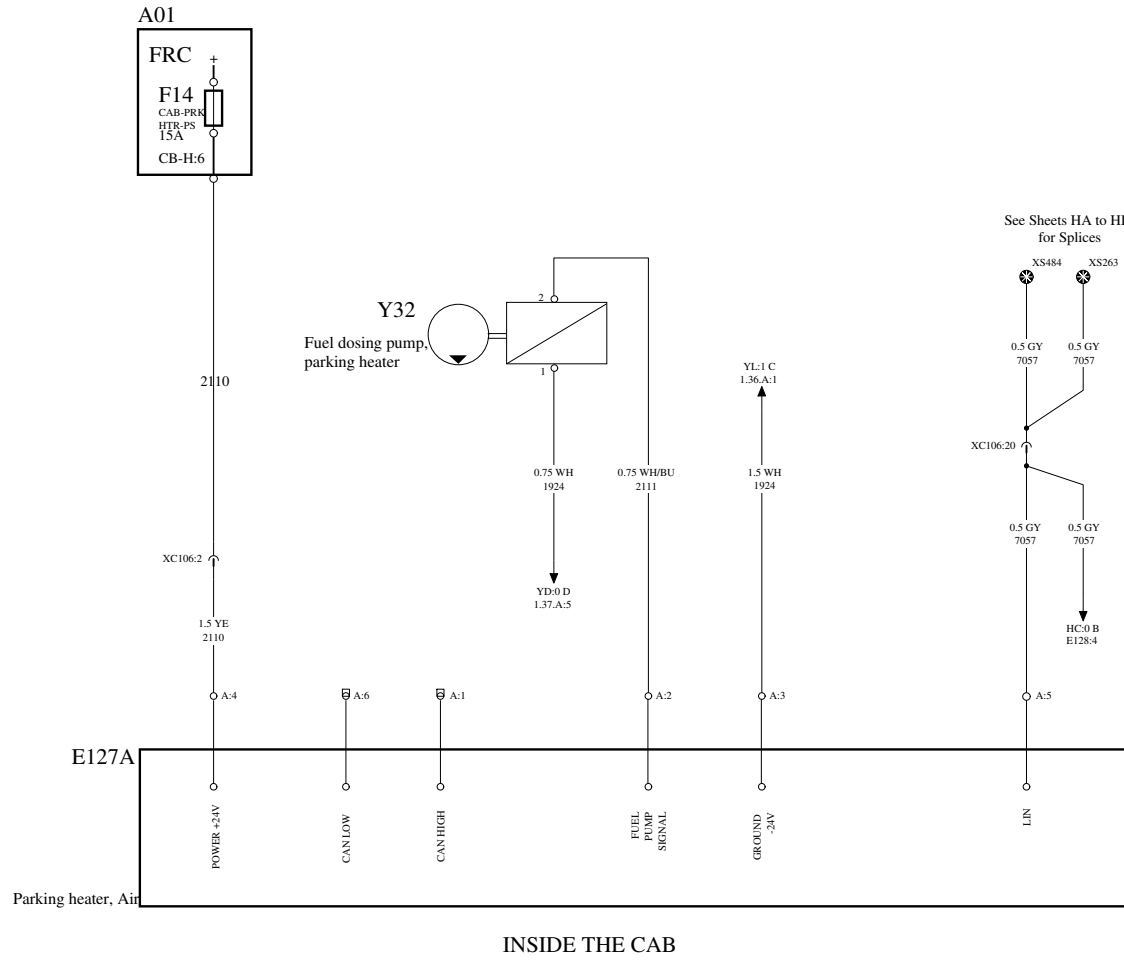 A01
FRC
+
F14
CAB-PRK
HTR-PS
15A
CB-H:6
See Sheets HA to
for Splices
XS484
XS263
2
Y32
Fuel dosing pump,
parking heater
1
0.5 GY
7057
0.5 GY
7057
YL:1 C
1.36.A:1
2110
XC106:20
0.75 WH
1924
0.75 WH/BU
2111
1.5 WH
1924
0.5 GY
7057
0.5 GY
7057
XC106:2
YD:0 D
1.37.A:5
1.5 YE
2110
HC:0 B
E128:4
A:4
A:6
A:1
A:2
A:3
A:5
E127A
POWER +24V
CAN LOW
CAN HIGH
FUEL
PUMP
SIGNAL
GROUND
-24V
LIN
Parking heater, Air
INSIDE THE CAB